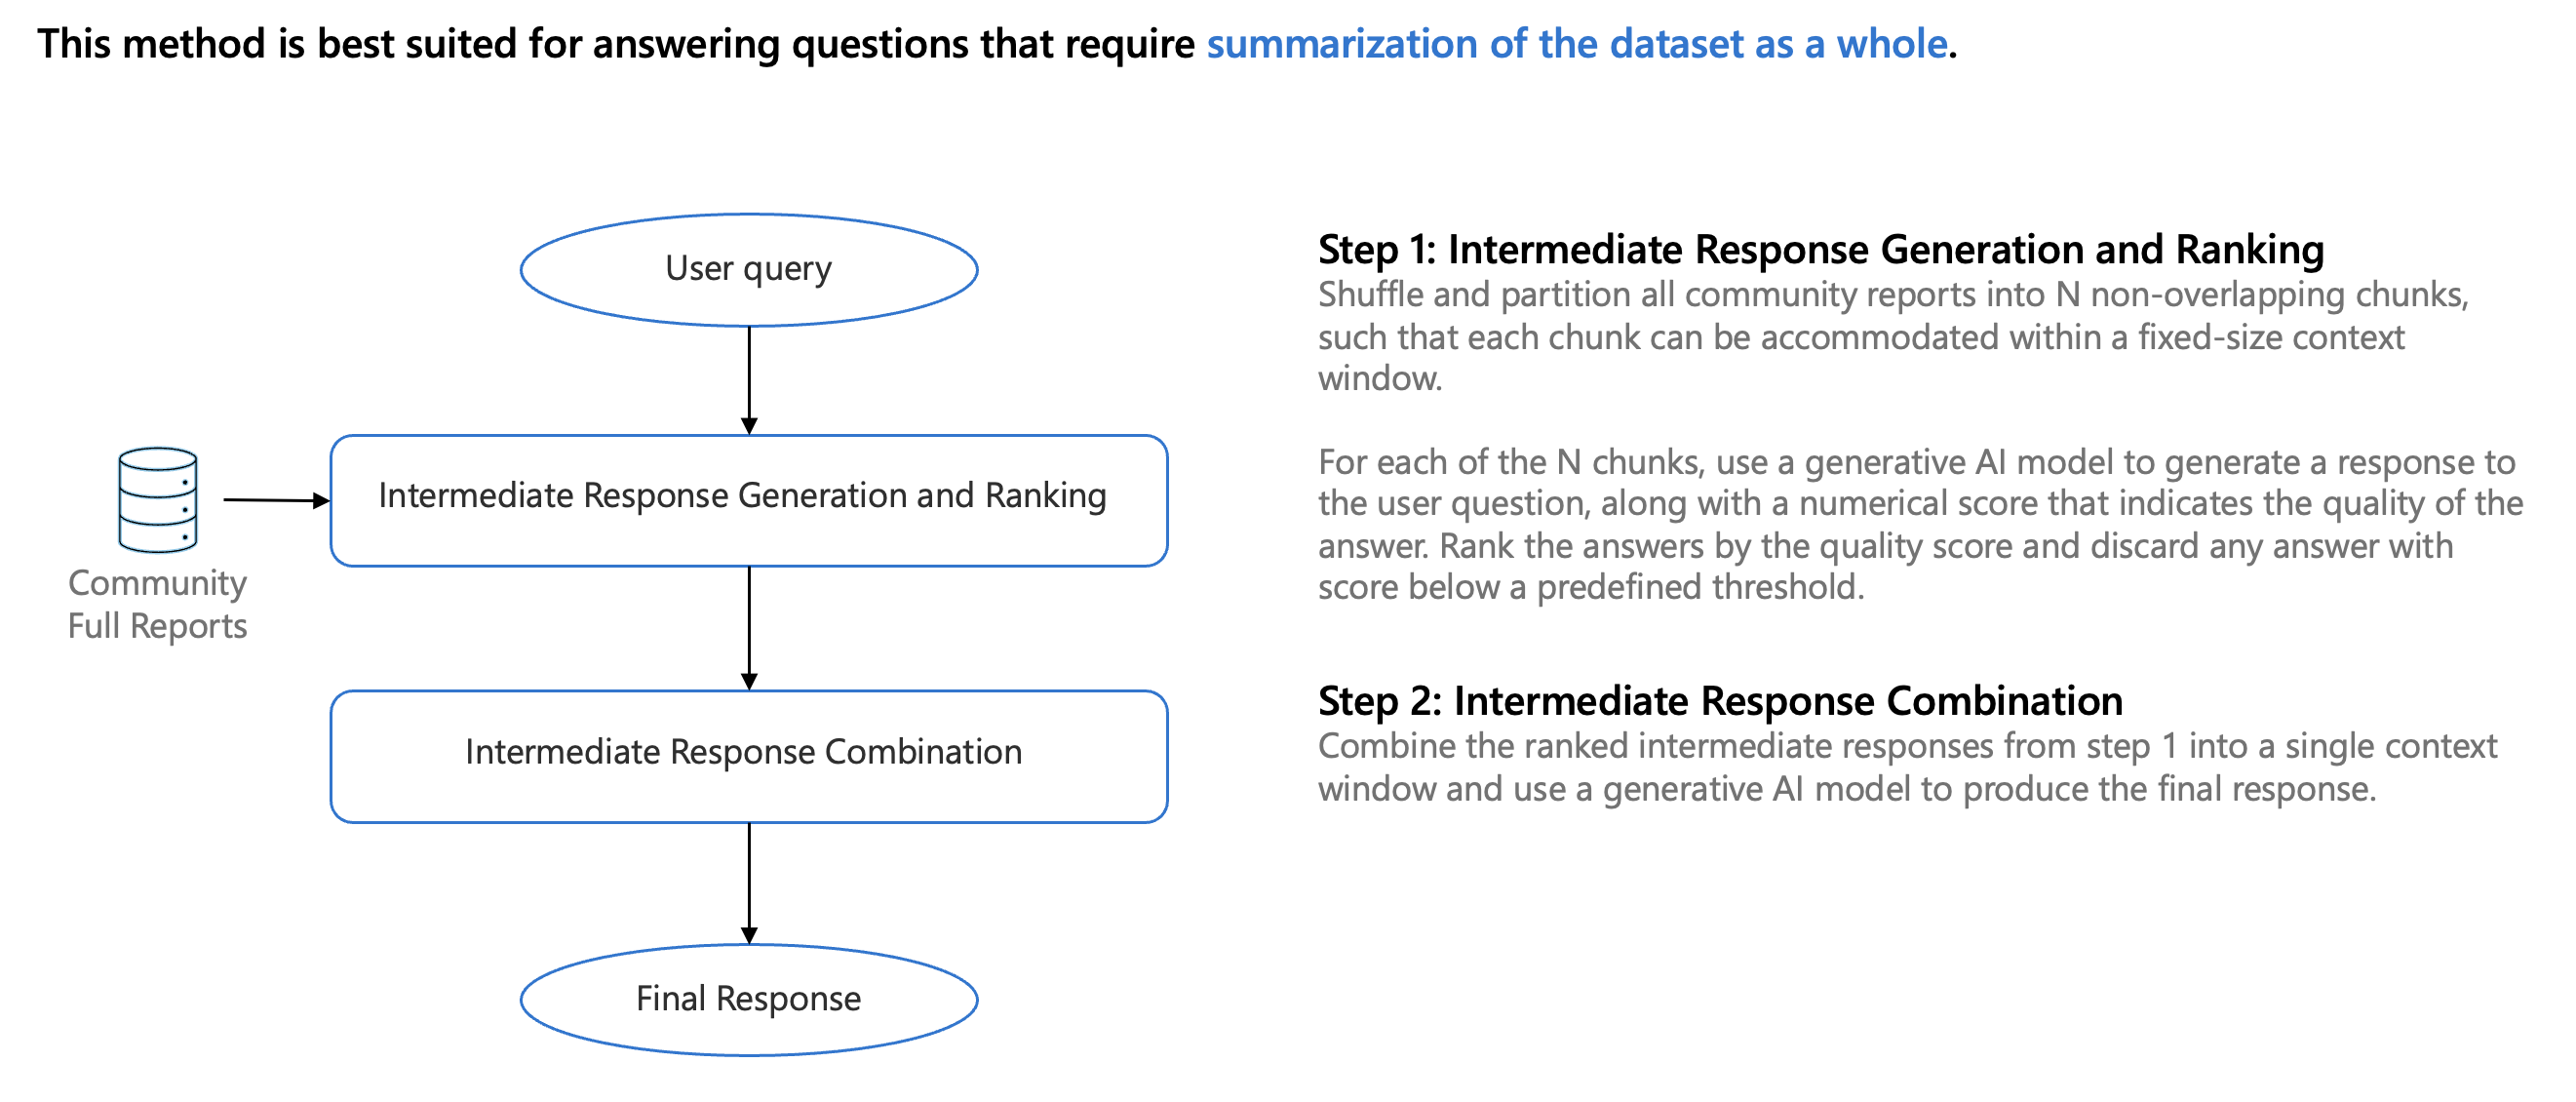 This method is best suited for answering questions that require summarization of the dataset as a whole.
User query
Intermediate Response Generation and Ranking
Community
Full Reports
Intermediate Response Combination
Final Response
Step 1: Intermediate Response Generation and Ranking
Shuffle and partition all community reports into N non-overlapping chunks,
such that each chunk can be accommodated within a fixed-size context
window.
For each of the N chunks, use a generative AI model to generate a response to
the user question, along with a numerical score that indicates the quality of the
answer. Rank the answers by the quality score and discard any answer with
score below a predefined threshold.
Step 2: Intermediate Response Combination
Combine the ranked intermediate responses from step 1 into a single context
window and use a generative AI model to produce the final response.